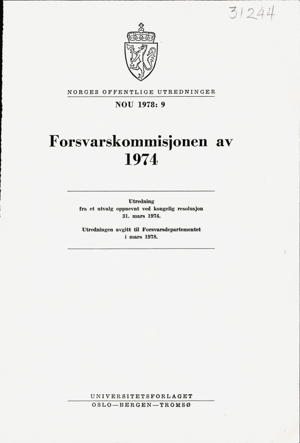 31244
NORGES OFFENTLIGE UTREDNINGER
NOU 1978: 9
Forsvarskommisjonen av
1974
Utredning
fra et utvalg oppnevnt ved kongelig resolusjon
31. mars 1974.
Utredningen avgitt til Forsvarsdepartementet
i mars 1978.
UNIVERSITETSFORLAGET
OSLO—BERGEN—TROMSØ